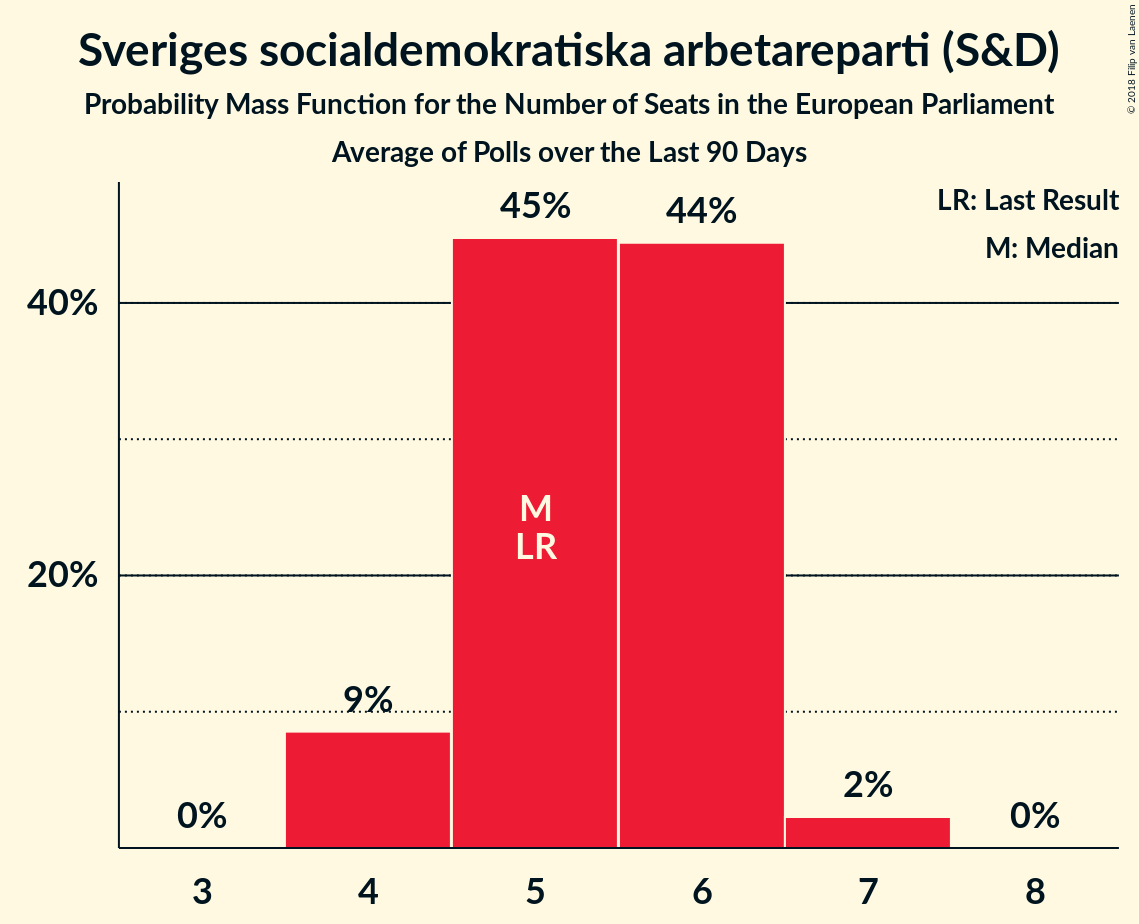 Sveriges socialdemokratiska arbetareparti (S&D)
Probability Mass Function for the Number of Seats in the European Parliament
Average of Polls over the Last 90 Days
© 2018 Filip van Laenen
LR: Last Result
M: Median
45%
44%
40%
M
LR
20%
9%
2%
0%
0%
3 4 5 6 7 8